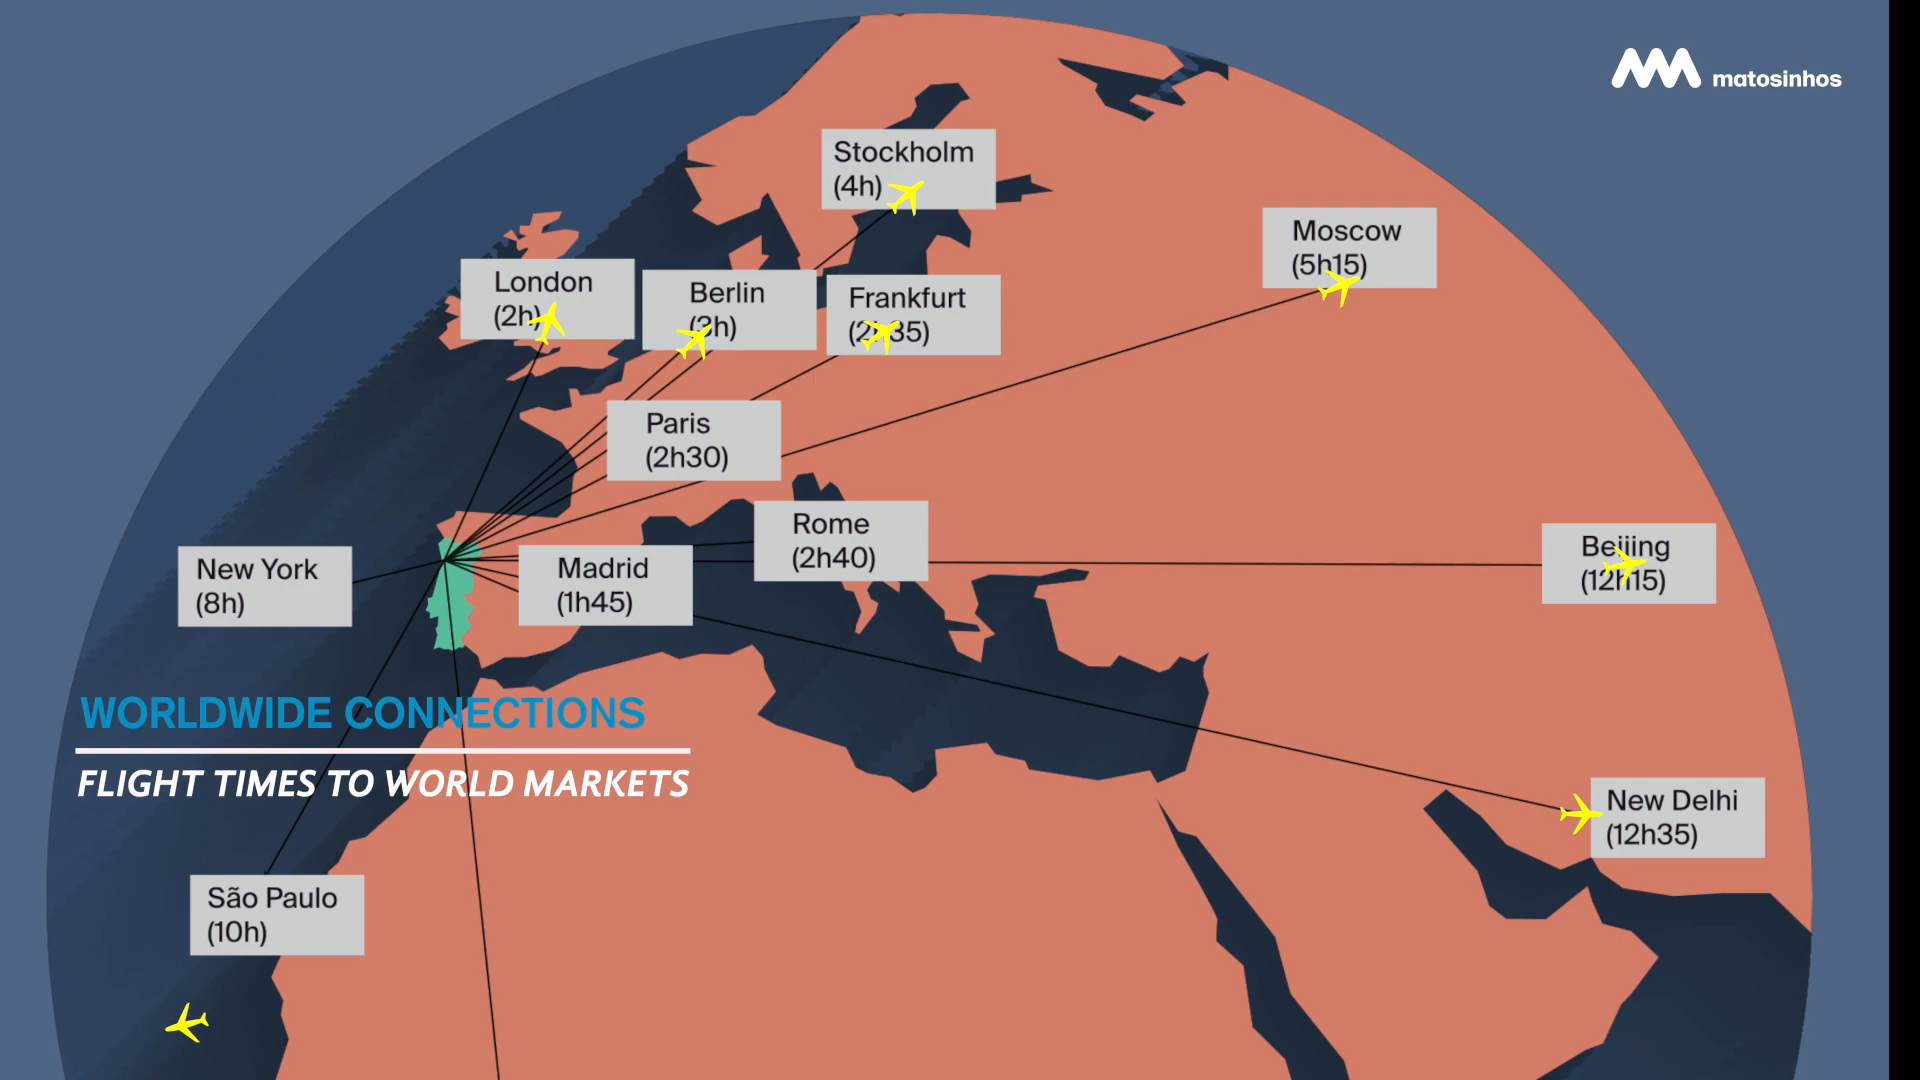 matosinhos
Stockholm
(4h)
Moscow
(5h15)
London
(2h)
Berlin
(3h)
Frankfurt
(2h35)
Paris
(2h30)
Rome
(2h40)
New York
(8h)
Madrid
(1h45)
Beijing
(12h15)
WORLDWIDE CONNECTIONS
FLIGHT TIMES TO WORLD MARKETS
New Delhi
(12h35)
São Paulo
(10h)